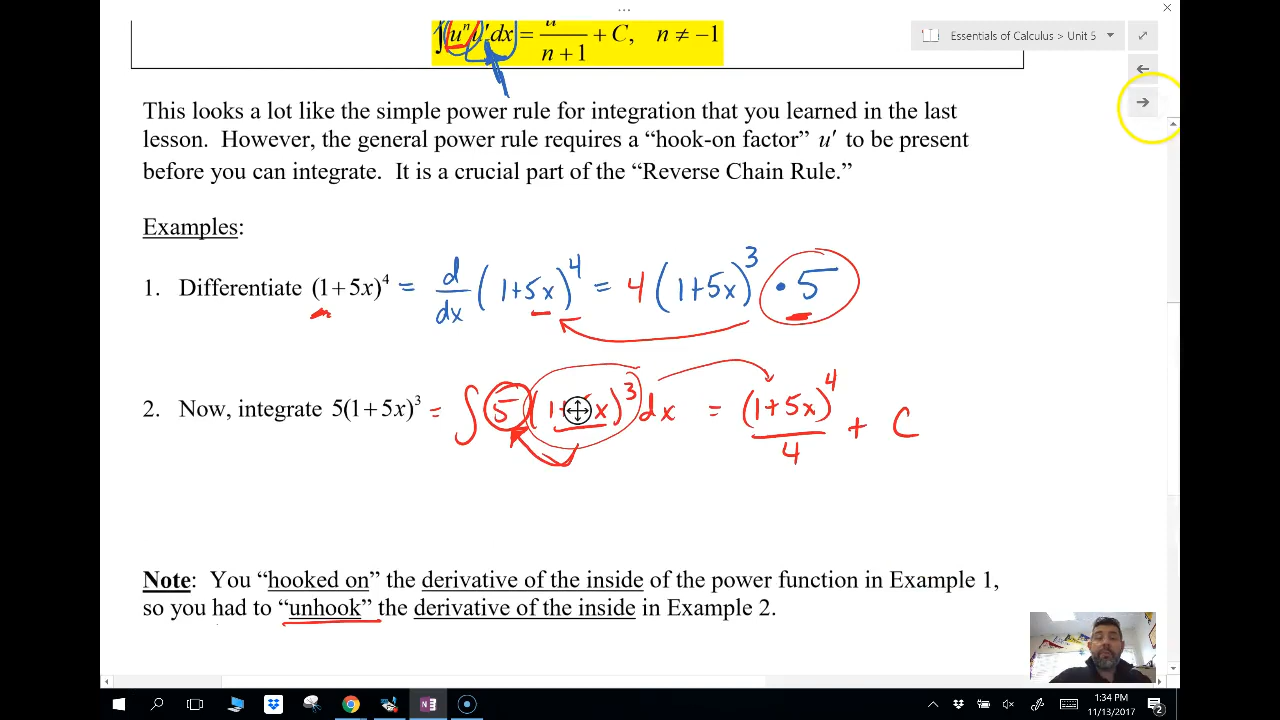 ∫ uⁿ u′ dx = u / n + 1 + C, n ≠ −1
Essentials of Calculus > Unit 5
This looks a lot like the simple power rule for integration that you learned in the last
lesson. However, the general power rule requires a “hook-on factor” u′ to be present
before you can integrate. It is a crucial part of the “Reverse Chain Rule.”
Examples:
1. Differentiate (1+5x)⁴ = d/dx (1+5x)⁴ = 4 (1+5x)³ • 5
2. Now, integrate 5(1+5x)³ = ∫ 5 (1+5x)³ dx = (1+5x)⁴ / 4 + C
Note: You “hooked on” the derivative of the inside of the power function in Example 1,
so you had to “unhook” the derivative of the inside in Example 2.
1:34 PM
11/13/2017
2